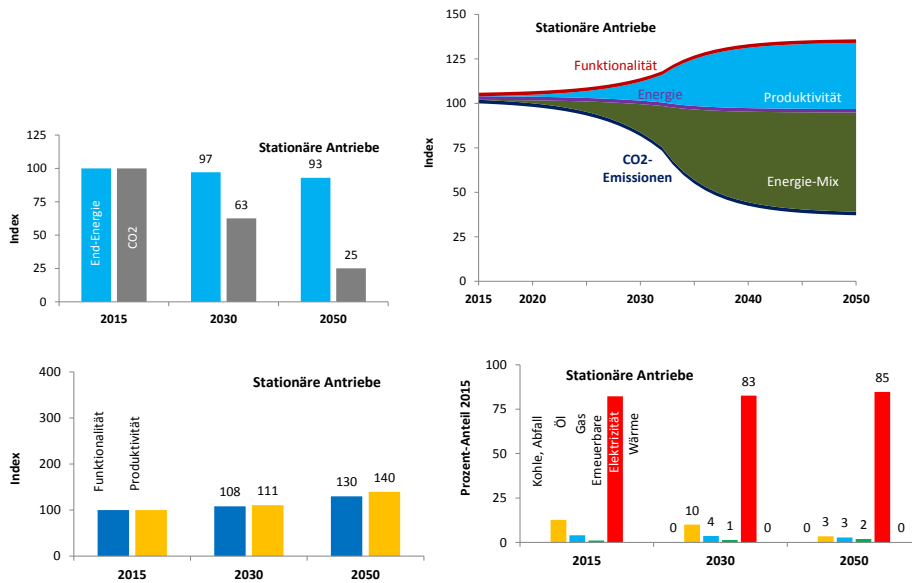 Stationäre Antriebe
Index
125
100
75
50
25
0
97
93
63
25
End-Energie
CO2
2015
2030
2050
Stationäre Antriebe
Index
150
125
100
75
50
25
0
Funktionalität
Energie
Produktivität
CO2-
Emissionen
Energie-Mix
2015
2020
2030
2040
2050
Stationäre Antriebe
Index
400
300
200
100
0
Funktionalität
Produktivität
108
111
130
140
2015
2030
2050
Stationäre Antriebe
Prozent-Anteil 2015
100
75
50
25
0
Kohle, Abfall
Öl
Gas
Erneuerbare
Elektrizität
Wärme
0
10
4
1
83
0
0
3
3
2
85
0
2015
2030
2050